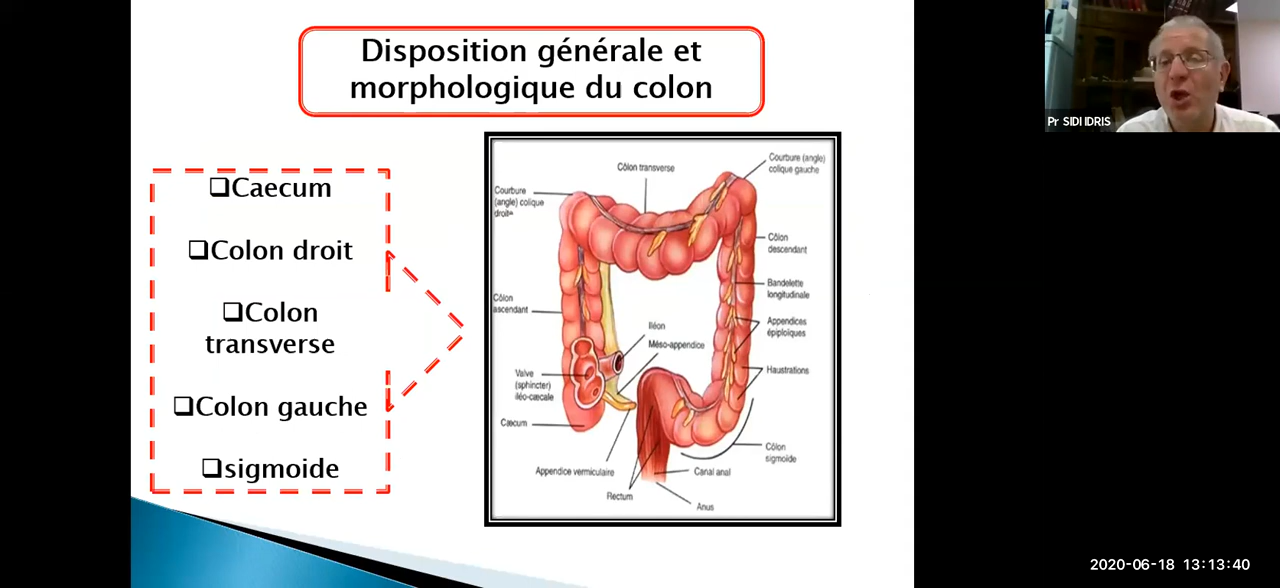 Disposition générale et
morphologique du colon
❑Caecum
❑Colon droit
❑Colon
transverse
❑Colon gauche
❑sigmoide
Côlon transverse
Courbure (angle)
colique gauche
Courbure
(angle) colique
droite
Côlon
descendant
Bandelette
longitudinale
Côlon
ascendant
Appendices
épiploïques
Iléon
Méso-appendice
Haustrations
Valve
(sphincter)
iléo-cæcale
Cæcum
Côlon
sigmoïde
Appendice vermiculaire
Canal anal
Rectum
Anus
Pr SIDI IDRIS
2020-06-18 13:13:40